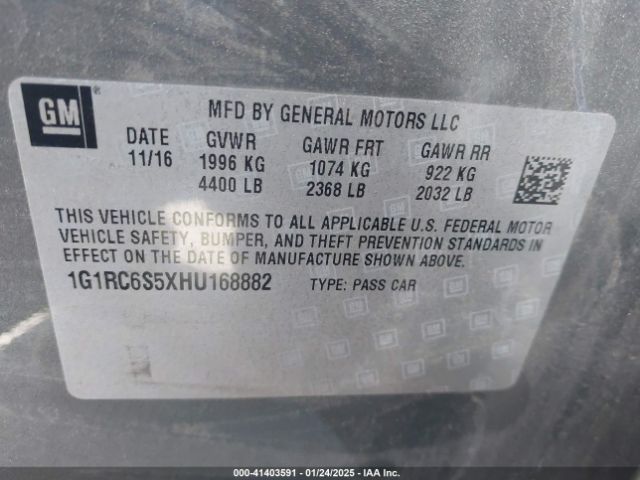 GM®
MFD BY GENERAL MOTORS LLC
DATE GVWR GAWR FRT GAWR RR
11/16 1996 KG 1074 KG 922 KG
4400 LB 2368 LB 2032 LB
THIS VEHICLE CONFORMS TO ALL APPLICABLE U.S. FEDERAL MOTOR
VEHICLE SAFETY, BUMPER, AND THEFT PREVENTION STANDARDS IN
EFFECT ON THE DATE OF MANUFACTURE SHOWN ABOVE.
1G1RC6S5XHU168882 TYPE: PASS CAR
000-41403591 - 01/24/2025 - IAA Inc.